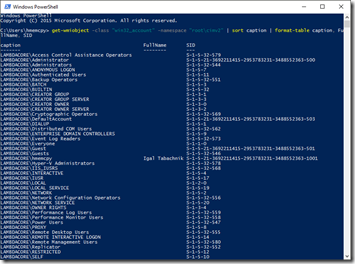 Windows PowerShell
Windows PowerShell
Copyright (C) 2015 Microsoft Corporation. All rights reserved.
C:\Users\hmemcpy> get-wmiobject -class "win32_account" -namespace "root\cimv2" | sort caption | format-table caption, FullName, SID
caption FullName SID
LAMBDACORE\Access Control Assistance Operators S-1-5-32-579
LAMBDACORE\Administrator S-1-5-21-3692211415-2953783231-3488552363-500
LAMBDACORE\Administrators S-1-5-32-544
LAMBDACORE\ANONYMOUS LOGON S-1-5-7
LAMBDACORE\Authenticated Users S-1-5-11
LAMBDACORE\Backup Operators S-1-5-32-551
LAMBDACORE\BATCH S-1-5-3
LAMBDACORE\BUILTIN S-1-5-32
LAMBDACORE\CREATOR GROUP S-1-3-1
LAMBDACORE\CREATOR GROUP SERVER S-1-3-3
LAMBDACORE\CREATOR OWNER S-1-3-0
LAMBDACORE\CREATOR OWNER SERVER S-1-3-2
LAMBDACORE\Cryptographic Operators S-1-5-32-569
LAMBDACORE\DefaultAccount S-1-5-21-3692211415-2953783231-3488552363-503
LAMBDACORE\DIALUP S-1-5-1
LAMBDACORE\Distributed COM Users S-1-5-32-562
LAMBDACORE\ENTERPRISE DOMAIN CONTROLLERS S-1-5-9
LAMBDACORE\Event Log Readers S-1-5-32-573
LAMBDACORE\Everyone S-1-1-0
LAMBDACORE\Guest S-1-5-21-3692211415-2953783231-3488552363-501
LAMBDACORE\Guests S-1-5-32-546
LAMBDACORE\hmemcpy Igal Tabachnik S-1-5-21-3692211415-2953783231-3488552363-1001
LAMBDACORE\Hyper-V Administrators S-1-5-32-578
LAMBDACORE\IIS_IUSRS S-1-5-32-568
LAMBDACORE\INTERACTIVE S-1-5-4
LAMBDACORE\IUSR S-1-5-17
LAMBDACORE\LOCAL S-1-2-0
LAMBDACORE\LOCAL SERVICE S-1-5-19
LAMBDACORE\NETWORK S-1-5-2
LAMBDACORE\Network Configuration Operators S-1-5-32-556
LAMBDACORE\NETWORK SERVICE S-1-5-20
LAMBDACORE\OWNER RIGHTS S-1-3-4
LAMBDACORE\Performance Log Users S-1-5-32-559
LAMBDACORE\Performance Monitor Users S-1-5-32-558
LAMBDACORE\Power Users S-1-5-32-547
LAMBDACORE\PROXY S-1-5-8
LAMBDACORE\Remote Desktop Users S-1-5-32-555
LAMBDACORE\REMOTE INTERACTIVE LOGON S-1-5-14
LAMBDACORE\Remote Management Users S-1-5-32-580
LAMBDACORE\Replicator S-1-5-32-552
LAMBDACORE\RESTRICTED S-1-5-12
LAMBDACORE\SELF S-1-5-10